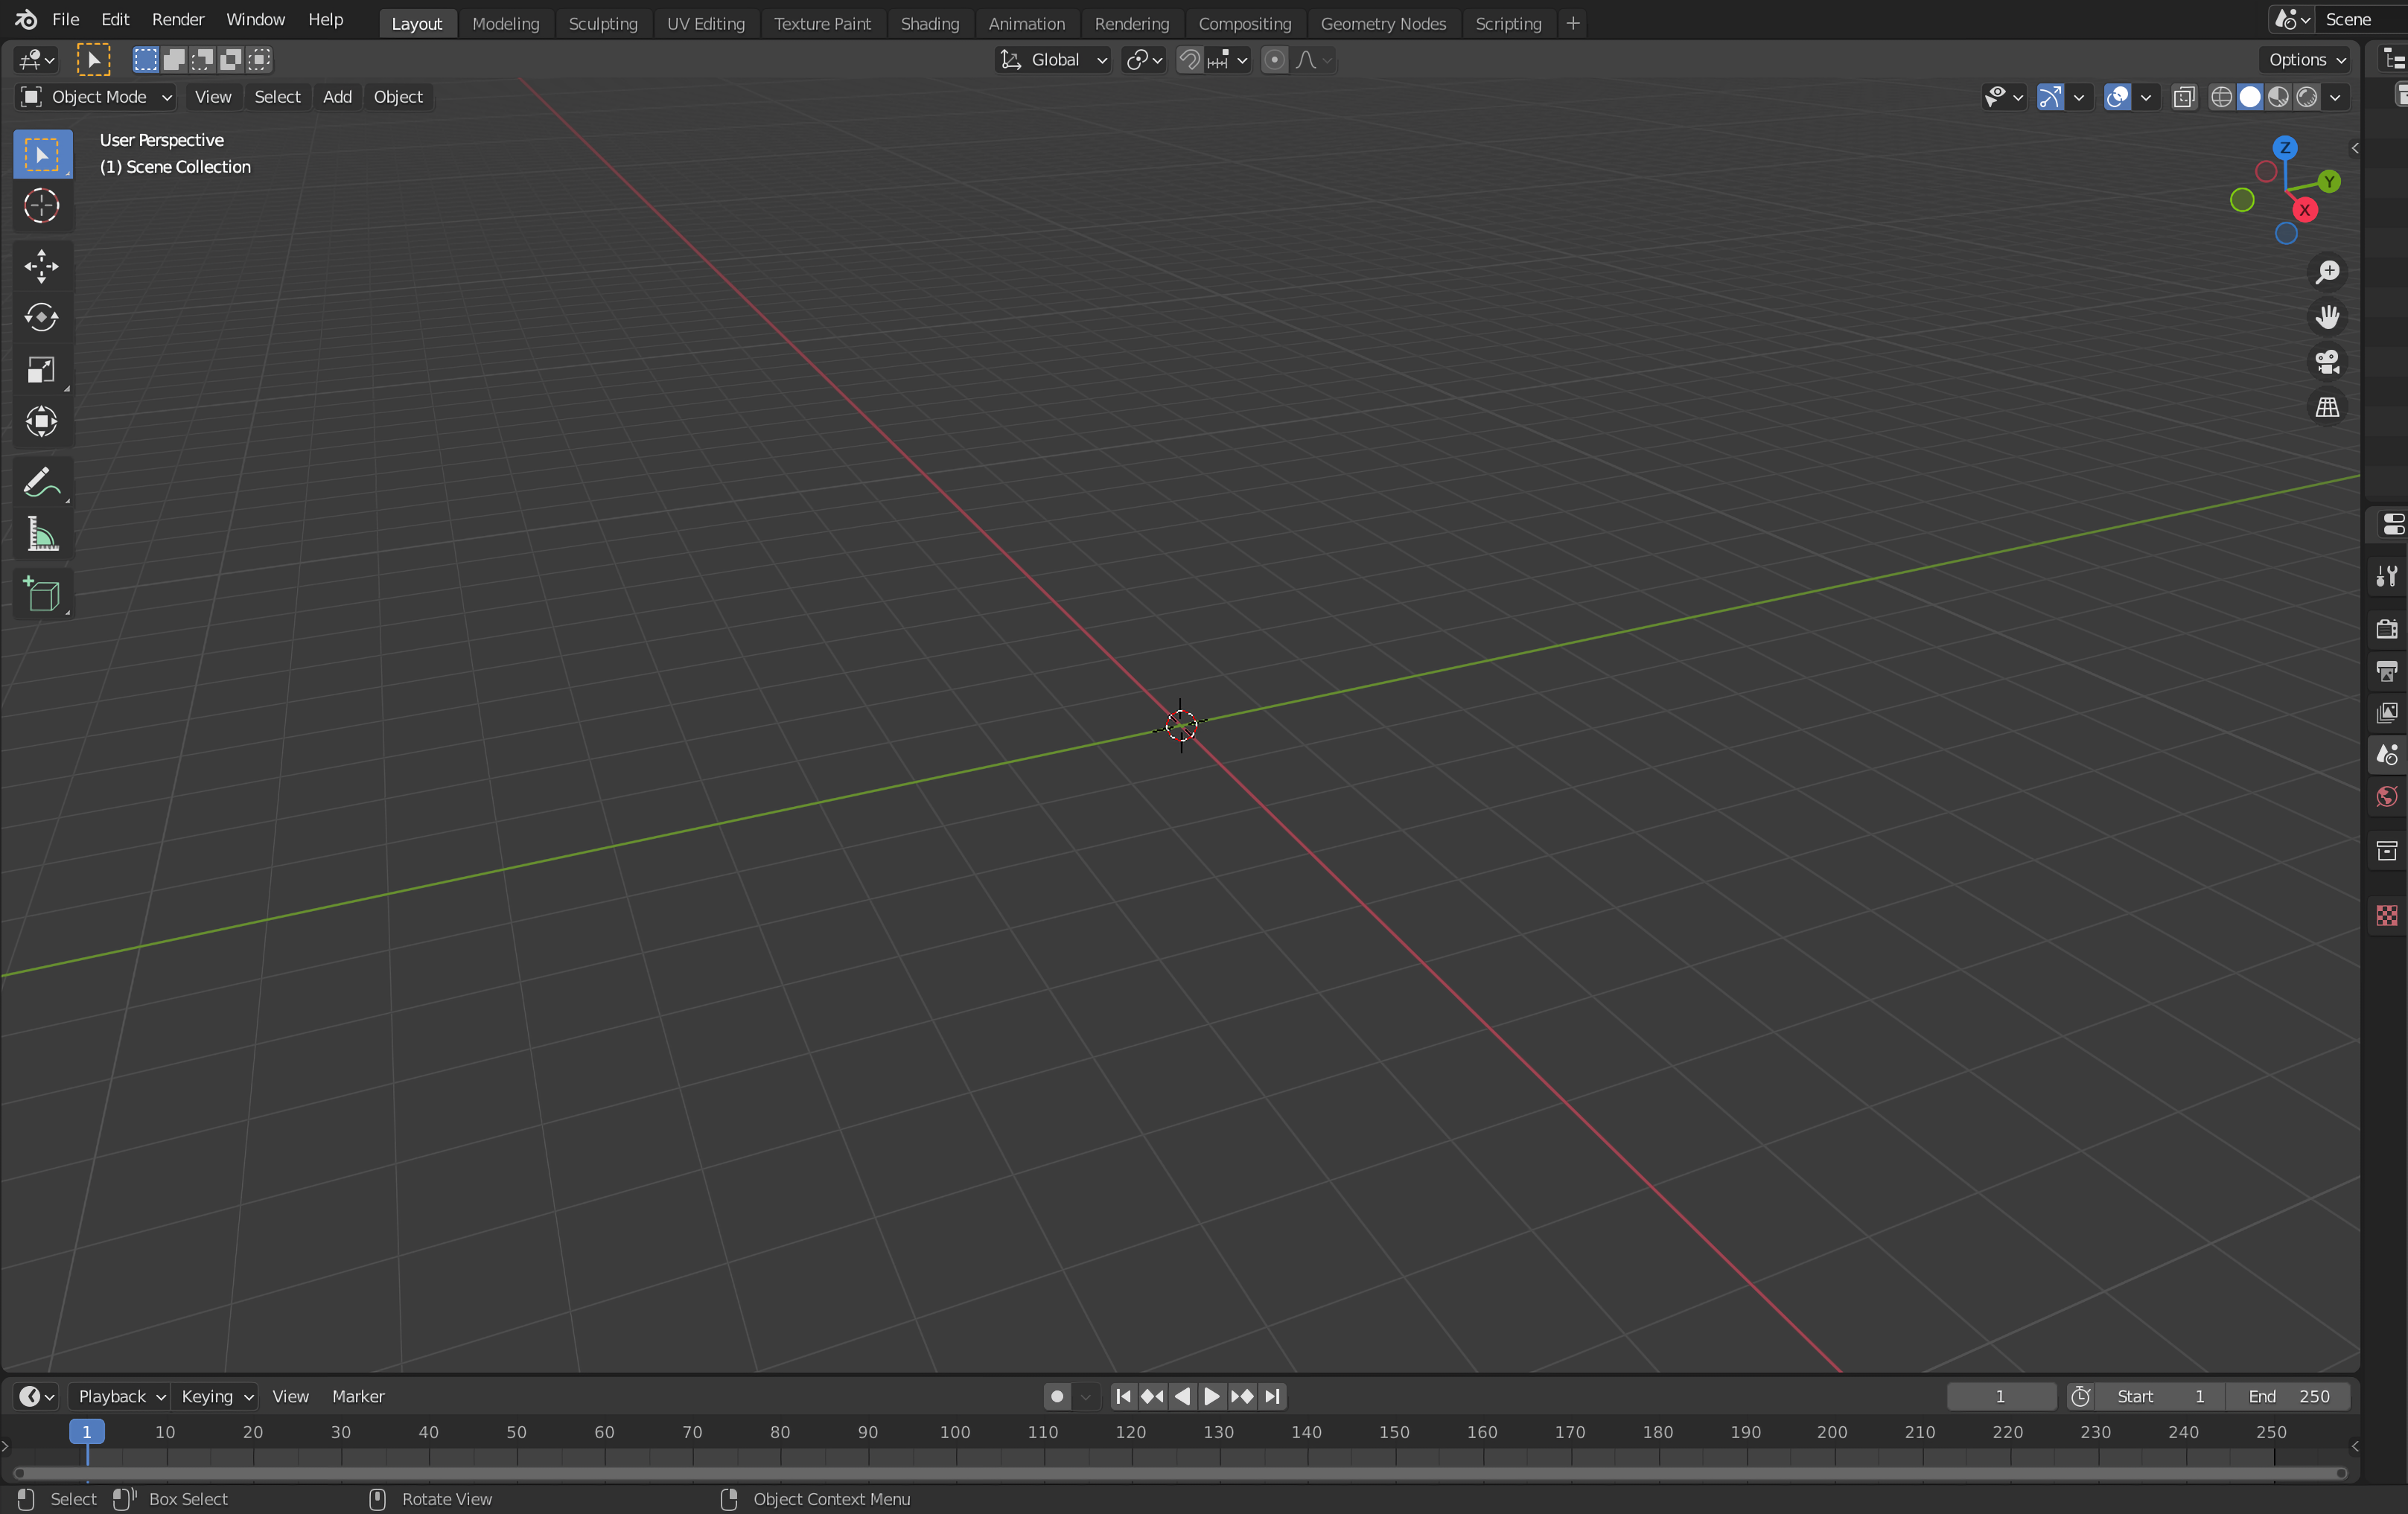 File Edit Render Window Help Layout Modeling Sculpting UV Editing Texture Paint Shading Animation Rendering Compositing Geometry Nodes Scripting + Scene
Global Options
Object Mode View Select Add Object
User Perspective
(1) Scene Collection
Z
Y
X
Playback Keying View Marker 1 Start 1 End 250
1 10 20 30 40 50 60 70 80 90 100 110 120 130 140 150 160 170 180 190 200 210 220 230 240 250
Select Box Select Rotate View Object Context Menu